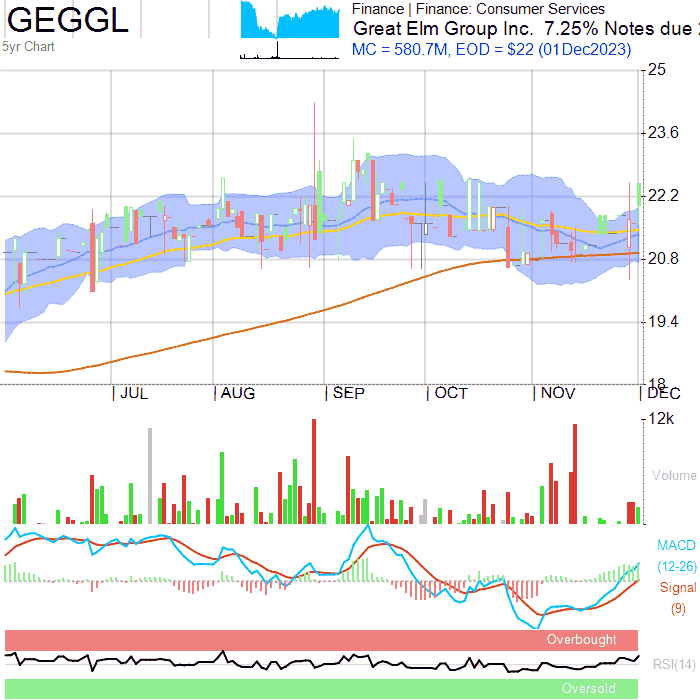 GEGGL
5yr Chart
Finance | Finance: Consumer Services
Great Elm Group Inc. 7.25% Notes due 2
MC = 580.7M, EOD = $22 (01Dec2023)
25
23.6
22.2
20.8
19.4
18
JUL
AUG
SEP
OCT
NOV
DEC
12k
Volume
MACD
(12-26)
Signal
(9)
Overbought
RSI(14)
Oversold